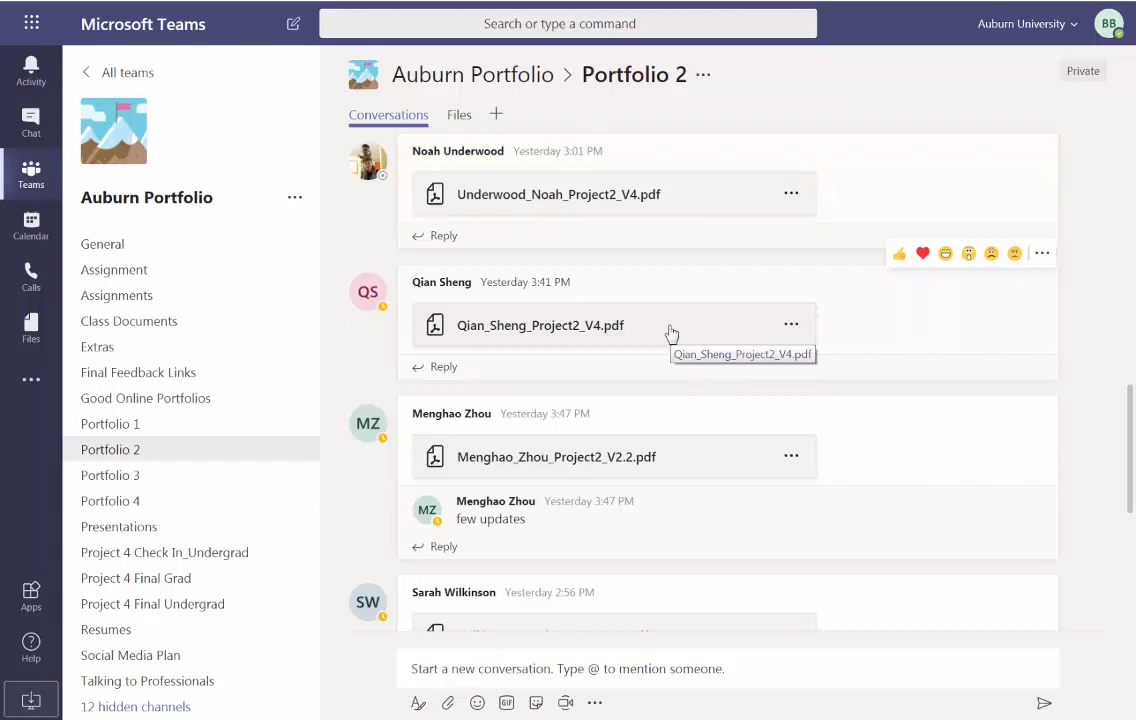 Microsoft Teams
Search or type a command
Auburn University
BB
Activity
Chat
Teams
Calendar
Calls
Files
Apps
Help
All teams
Auburn Portfolio
General
Assignment
Assignments
Class Documents
Extras
Final Feedback Links
Good Online Portfolios
Portfolio 1
Portfolio 2
Portfolio 3
Portfolio 4
Presentations
Project 4 Check In_Undergrad
Project 4 Final Grad
Project 4 Final Undergrad
Resumes
Social Media Plan
Talking to Professionals
12 hidden channels
Auburn Portfolio > Portfolio 2 ...
Private
Conversations Files +
Noah Underwood Yesterday 3:01 PM
Underwood_Noah_Project2_V4.pdf
Reply
QS
Qian Sheng Yesterday 3:41 PM
Qian_Sheng_Project2_V4.pdf
Qian_Sheng_Project2_V4.pdf
Reply
MZ
Menghao Zhou Yesterday 3:47 PM
Menghao_Zhou_Project2_V2.2.pdf
MZ
Menghao Zhou Yesterday 3:47 PM
few updates
Reply
SW
Sarah Wilkinson Yesterday 2:56 PM
Start a new conversation. Type @ to mention someone.
GIF